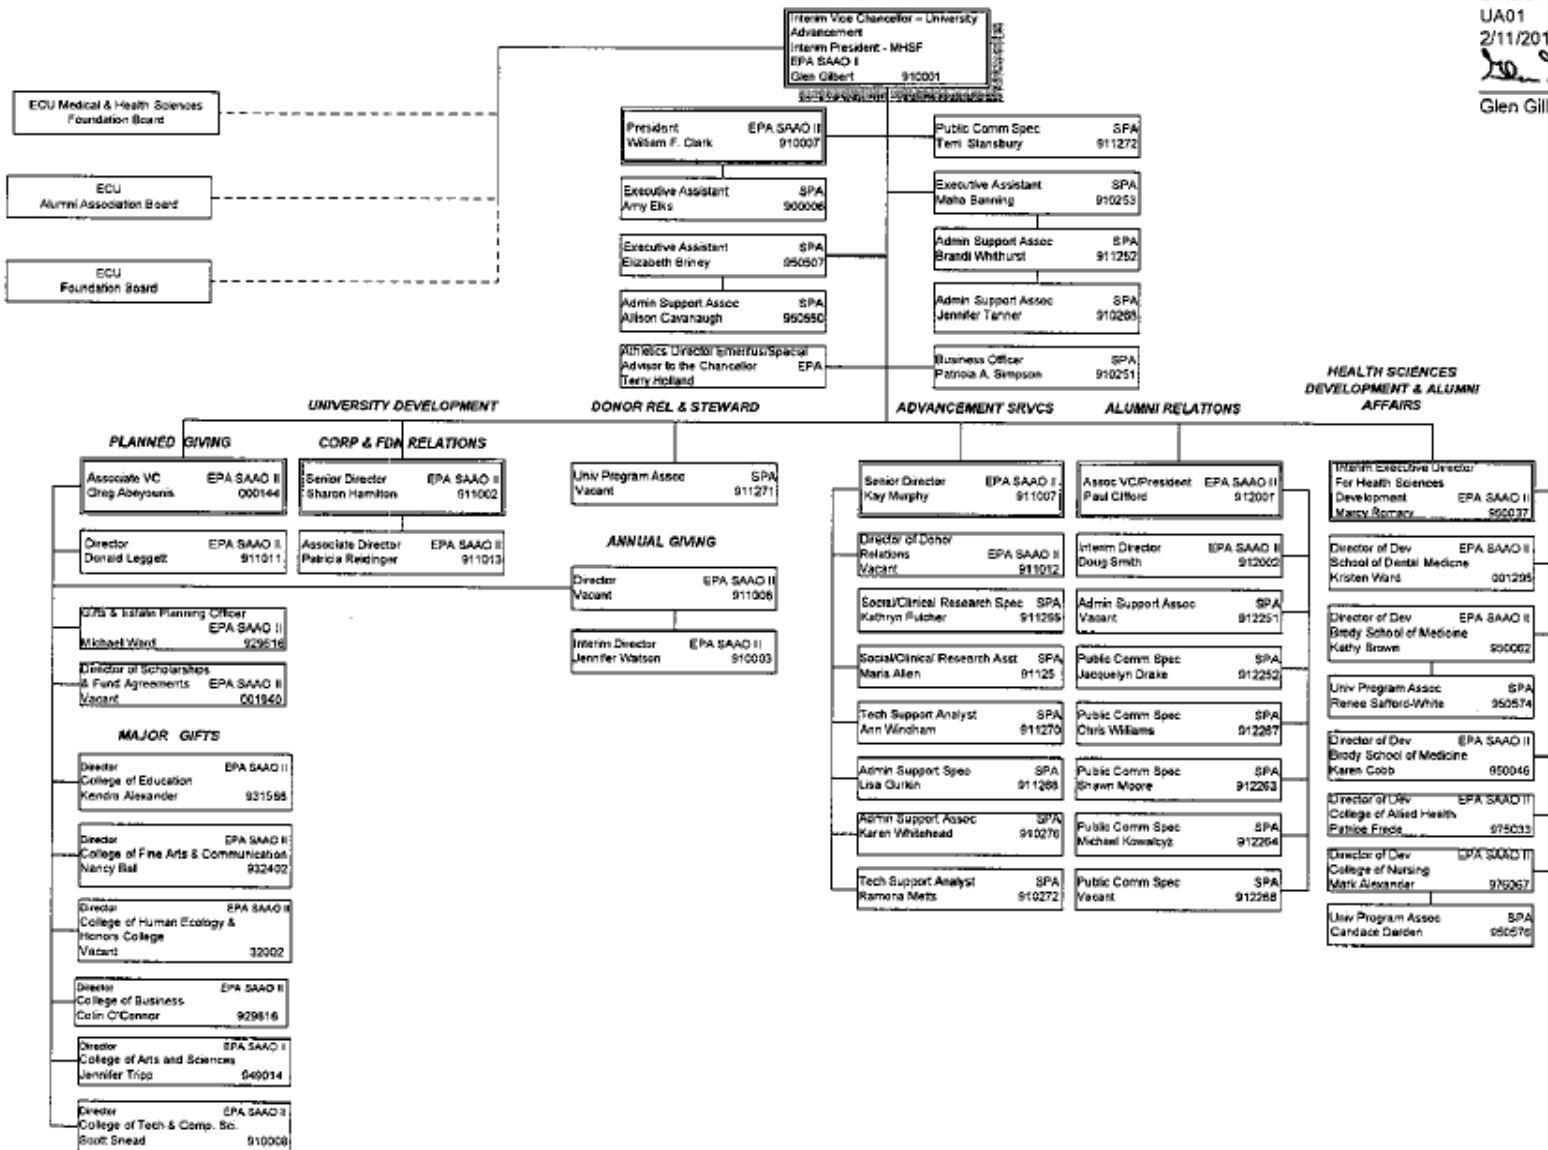 UA01
2/11/201
Glen Gil
Interim Vice Chancellor – University
Advancement
Interim President - MHSF
EPA SAAO II
Glen Gilbert 910001
ECU Medical & Health Sciences
Foundation Board
ECU
Alumni Association Board
ECU
Foundation Board
President EPA SAAO II
William F. Clark 910007
Public Comm Spec SPA
Terri Stansbury 911272
Executive Assistant SPA
Amy Elks 900006
Executive Assistant SPA
Maha Banning 910253
Executive Assistant SPA
Elizabeth Briney 950507
Admin Support Assoc SPA
Brandi Whithurst 911252
Admin Support Assoc SPA
Allison Cavanaugh 950550
Admin Support Assoc SPA
Jennifer Tanner 910268
Athletics Director Emeritus/Special
Advisor to the Chancellor EPA
Terry Holland
Business Officer SPA
Patricia A. Simpson 910251
UNIVERSITY DEVELOPMENT
DONOR REL & STEWARD
ADVANCEMENT SRVCS
ALUMNI RELATIONS
HEALTH SCIENCES
DEVELOPMENT & ALUMNI
AFFAIRS
PLANNED GIVING
CORP & FDN RELATIONS
Associate VC EPA SAAO II
Greg Abeyounis 000144
Director EPA SAAO II
Donald Leggett 911011
Gifts & Estate Planning Officer
EPA SAAO II
Michael Ward 929616
Director of Scholarships
& Fund Agreements EPA SAAO II
Vacant 001940
MAJOR GIFTS
Director EPA SAAO II
College of Education
Kendra Alexander 931568
Director EPA SAAO II
College of Fine Arts & Communication
Nancy Ball 932402
Director EPA SAAO II
College of Human Ecology &
Honors College
Vacant 32002
Director EPA SAAO II
College of Business
Colin O'Connor 929816
Director EPA SAAO II
College of Arts and Sciences
Jennifer Tripp 949014
Director EPA SAAO II
College of Tech & Comp. Sci.
Scott Snead 910008
Senior Director EPA SAAO II
Sharon Hamilton 911002
Associate Director EPA SAAO II
Patricia Reidinger 911013
Univ Program Assoc SPA
Vacant 911271
ANNUAL GIVING
Director EPA SAAO II
Vacant 911006
Interim Director EPA SAAO II
Jennifer Watson 910003
Senior Director EPA SAAO II
Kay Murphy 911007
Director of Donor
Relations EPA SAAO II
Vacant 911012
Social/Clinical Research Spec SPA
Kathryn Fulcher 911265
Social/Clinical Research Asst SPA
Maria Allen 91125
Tech Support Analyst SPA
Ann Windham 911270
Admin Support Spec SPA
Lisa Gurkin 911268
Admin Support Assoc SPA
Karen Whitehead 910276
Tech Support Analyst SPA
Ramona Metts 910272
Assoc VC/President EPA SAAO II
Paul Clifford 912001
Interim Director EPA SAAO II
Doug Smith 912002
Admin Support Assoc SPA
Vacant 912251
Public Comm Spec SPA
Jacquelyn Drake 912252
Public Comm Spec SPA
Chris Williams 912267
Public Comm Spec SPA
Shawn Moore 912263
Public Comm Spec SPA
Michael Kowalcyz 912264
Public Comm Spec SPA
Vacant 912268
Interim Executive Director
For Health Sciences
Development EPA SAAO II
Marcy Romary 950037
Director of Dev EPA SAAO II
School of Dental Medicne
Kristen Ward 001295
Director of Dev EPA SAAO II
Brody School of Medicine
Kathy Brown 950062
Univ Program Assoc SPA
Renee Safford-White 950574
Director of Dev EPA SAAO II
Brody School of Medicine
Karen Cobb 950046
Director of Dev EPA SAAO II
College of Allied Health
Patrice Frede 975033
Director of Dev EPA SAAO II
College of Nursing
Mark Alexander 976067
Univ Program Assoc SPA
Candace Darden 950576